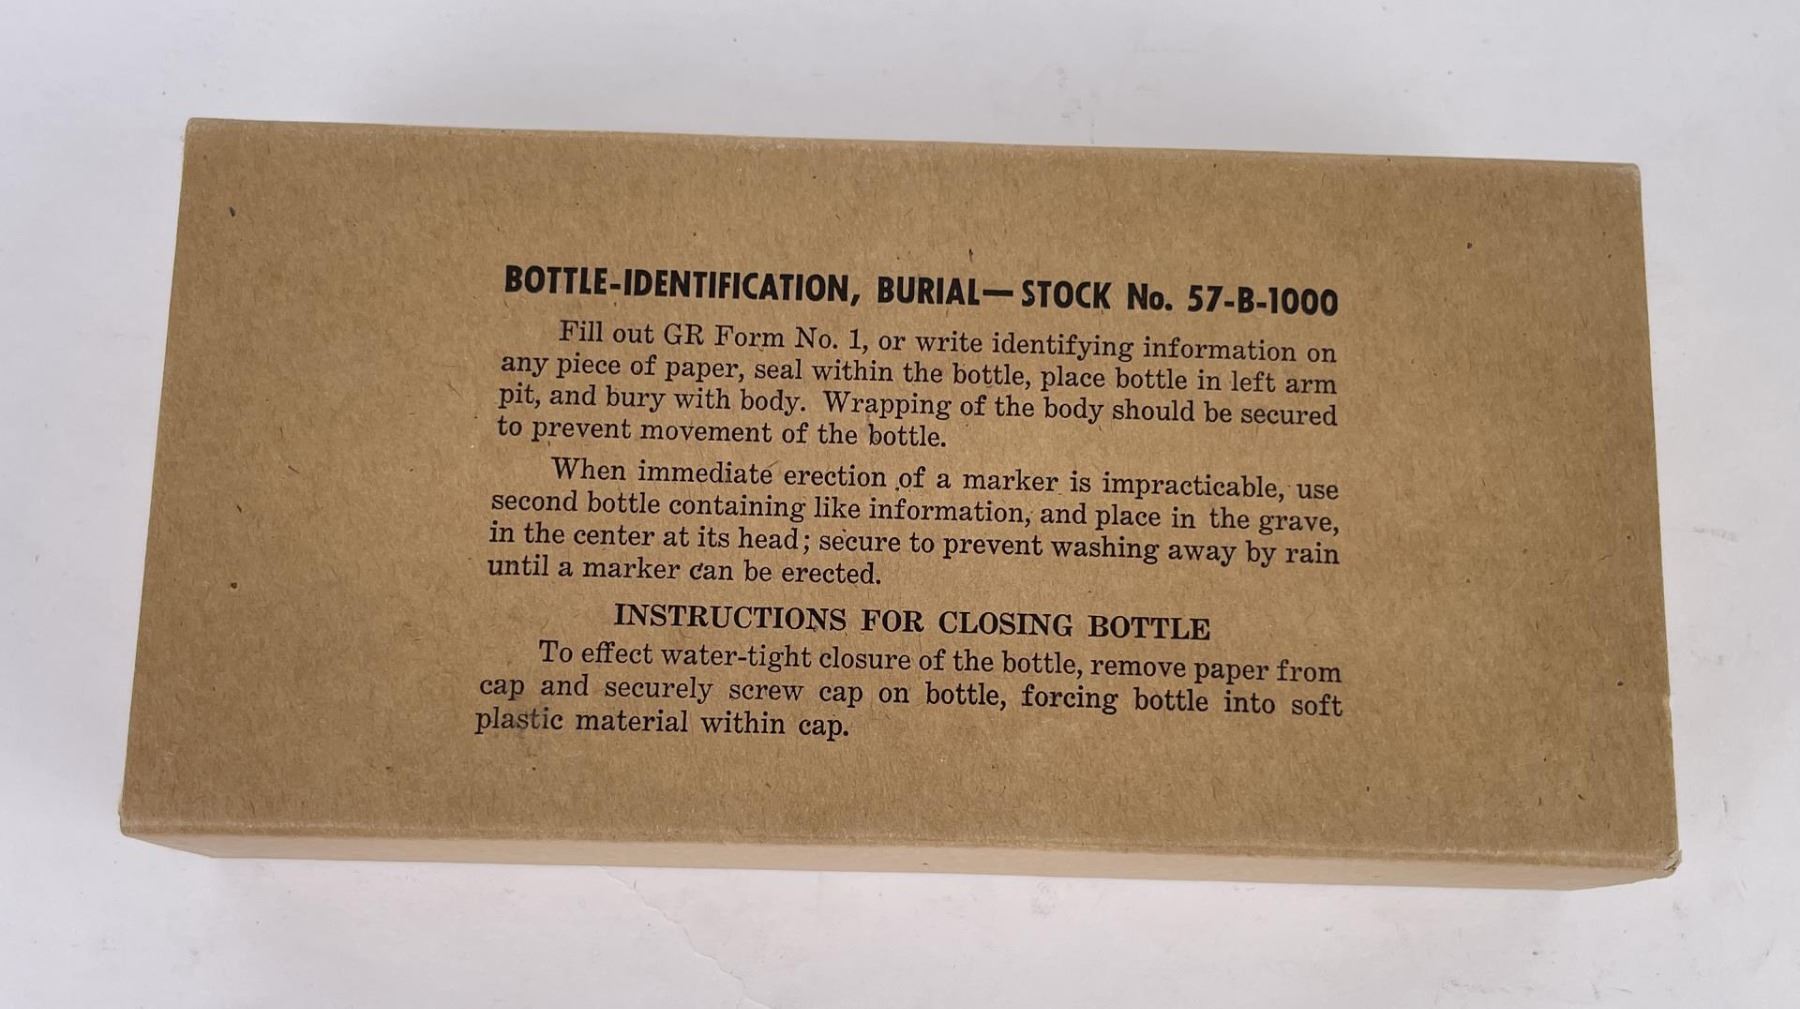 BOTTLE-IDENTIFICATION, BURIAL—STOCK No. 57-B-1000
Fill out GR Form No. 1, or write identifying information on
any piece of paper, seal within the bottle, place bottle in left arm
pit, and bury with body. Wrapping of the body should be secured
to prevent movement of the bottle.
When immediate erection of a marker is impracticable, use
second bottle containing like information, and place in the grave,
in the center at its head; secure to prevent washing away by rain
until a marker can be erected.
INSTRUCTIONS FOR CLOSING BOTTLE
To effect water-tight closure of the bottle, remove paper from
cap and securely screw cap on bottle, forcing bottle into soft
plastic material within cap.